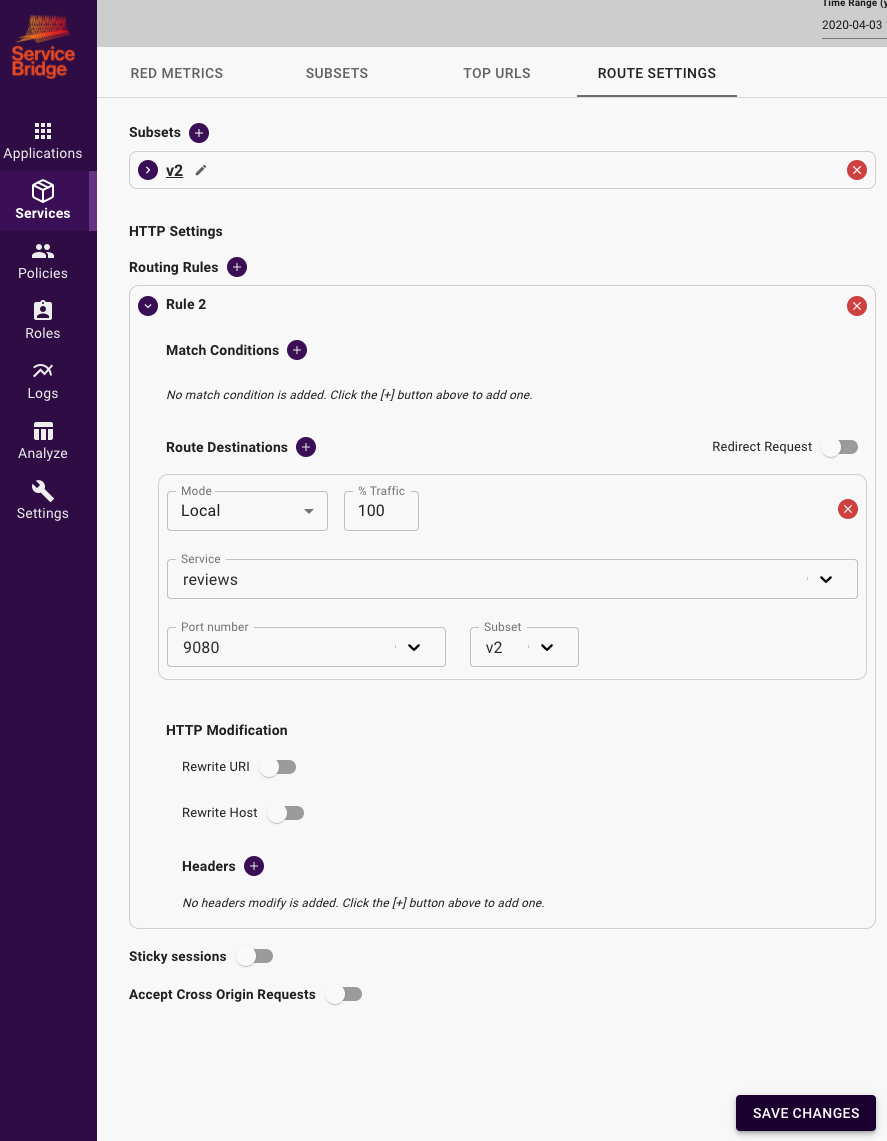 Time Range (y
2020-04-03
Service
Bridge
Applications
Services
Policies
Roles
Logs
Analyze
Settings
RED METRICS SUBSETS TOP URLS ROUTE SETTINGS
Subsets
v2
HTTP Settings
Routing Rules
Rule 2
Match Conditions
No match condition is added. Click the [+] button above to add one.
Route Destinations Redirect Request
Mode % Traffic
Local 100
Service
reviews
Port number Subset
9080 v2
HTTP Modification
Rewrite URI
Rewrite Host
Headers
No headers modify is added. Click the [+] button above to add one.
Sticky sessions
Accept Cross Origin Requests
SAVE CHANGES